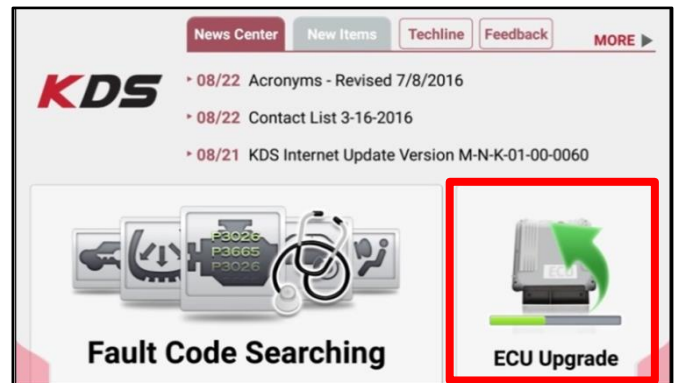 News Center New Items Techline Feedback MORE
KDS
08/22 Acronyms - Revised 7/8/2016
08/22 Contact List 3-16-2016
08/21 KDS Internet Update Version M-N-K-01-00-0060
P3026
P3665
P3026
ECU
Fault Code Searching
ECU Upgrade